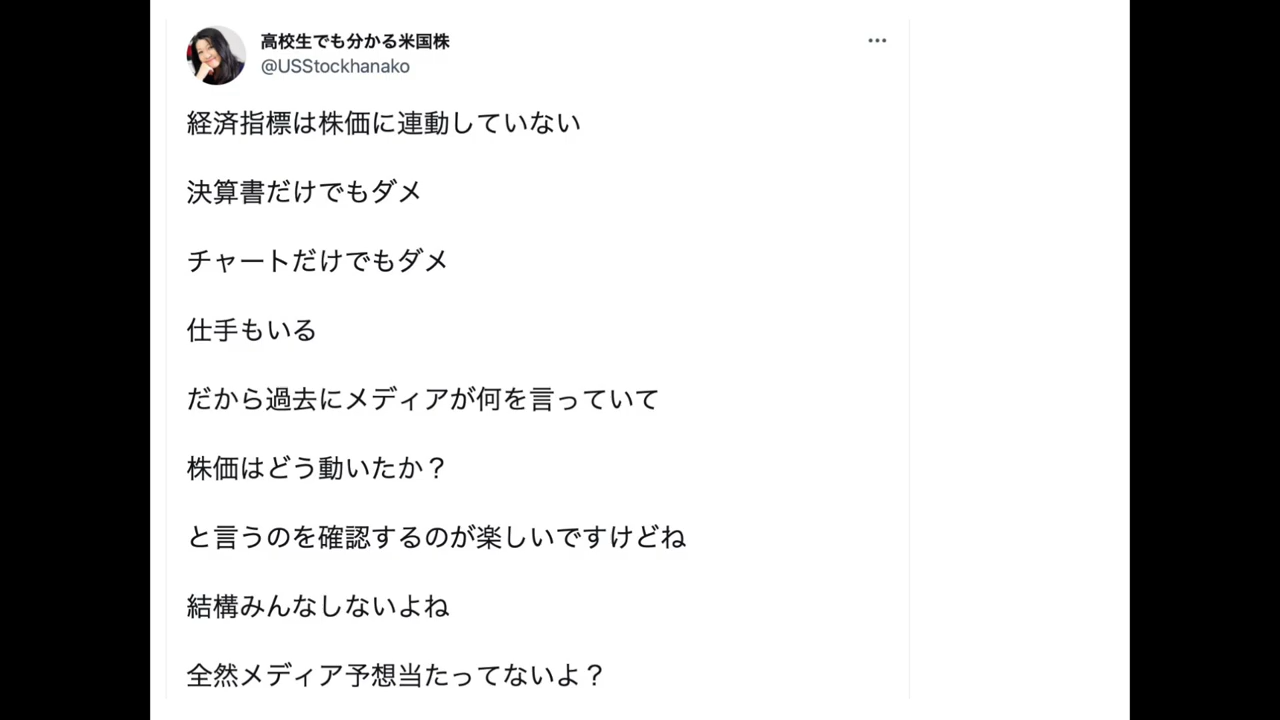 高校生でも分かる米国株
@USStockhanako
経済指標は株価に連動していない
決算書だけでもダメ
チャートだけでもダメ
仕手もいる
だから過去にメディアが何を言っていて
株価はどう動いたか？
と言うのを確認するのが楽しいですけどね
結構みんなしないよね
全然メディア予想当たってないよ？